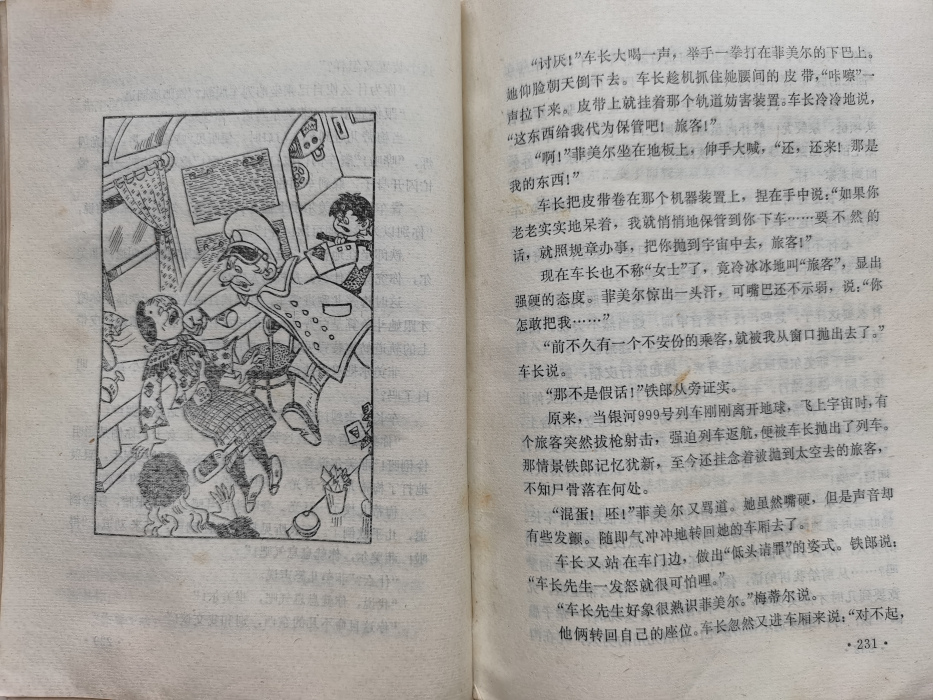 “讨厌！”车长大喝一声，举手一拳打在菲美尔的下巴上。
她仰脸朝天倒下去。车长趁机抓住她腰间的皮带，“咔嚓”一
声拉下来。皮带上就挂着那个轨道妨害装置。车长冷冷地说，
“这东西给我代为保管吧！旅客！”
“啊！”菲美尔坐在地板上，伸手大喊，“还，还来！那是
我的东西！”
车长把皮带卷在那个机器装置上，捏在手中说：“如果你
老老实实地呆着，我就悄悄地保管到你下车……要不然的
话，就照规章办事，把你抛到宇宙中去，旅客！”
现在车长也不称“女士”了，竟冷冰冰地叫“旅客”，显出
强硬的态度。菲美尔惊出一头汗，可嘴巴还不示弱，说：“你
怎敢把我……”
“前不久有一个不安份的乘客，就被我从窗口抛出去了。”
车长说。
“那不是假话！”铁郎从旁证实。
原来，当银河999号列车刚刚离开地球，飞上宇宙时，有
个旅客突然拔枪射击，强迫列车返航，便被车长抛出了列车。
那情景铁郎记忆犹新，至今还挂念着被抛到太空去的旅客，
不知尸骨落在何处。
“混蛋！呸！”菲美尔又骂道。她虽然嘴硬，但是声音却
有些发颤。随即气冲冲地转回她的车厢去了。
车长又站在车门边，做出“低头请罪”的姿式。铁郎说：
“车长先生一发怒就很可怕哩。”
“车长先生好象很熟识菲美尔。”梅蒂尔说。
他俩转回自己的座位。车长忽然又进车厢来说：“对不起，
·231·